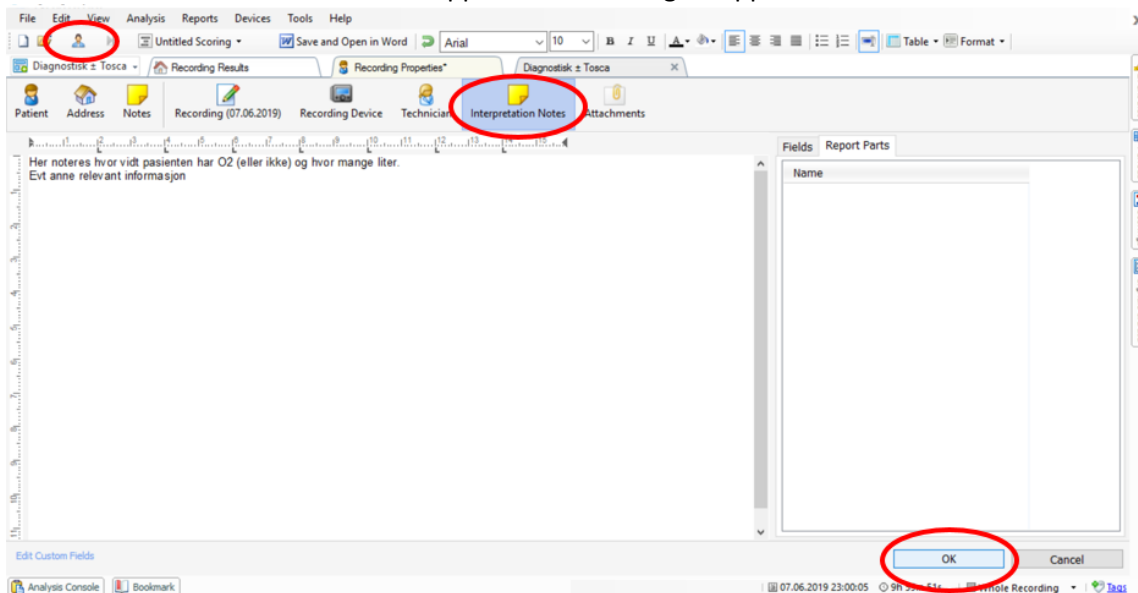 File Edit View Analysis Reports Devices Tools Help
Untitled Scoring Save and Open in Word Arial 10 B I U A Table Format
Diagnostisk ± Tosca Recording Results Recording Properties* Diagnostisk ± Tosca
Patient Address Notes Recording (07.06.2019) Recording Device Technician Interpretation Notes Attachments
Fields Report Parts
Name
Her noteres hvor vidt pasienten har O2 (eller ikke) og hvor mange liter.
Evt anne relevant informasjon
Edit Custom Fields
OK Cancel
Analysis Console Bookmark 07.06.2019 23:00:05 9h Whole Recording Tags